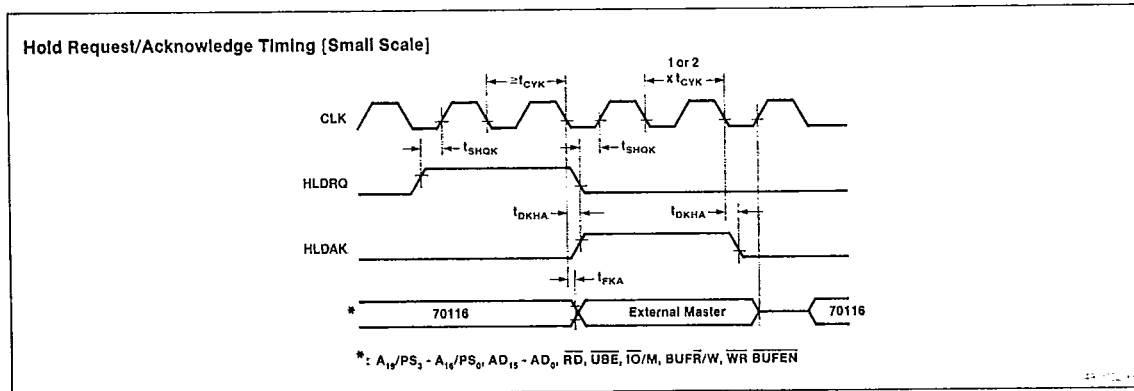 Hold Request/Acknowledge Timing [Small Scale]
1 or 2
≥tCYK
x tCYK
CLK
tSHQK
tSHQK
HLDRQ
tDKHA
tDKHA
HLDAK
tFKA
*
70116
External Master
70116
*: A19/PS3 - A16/PS0, AD15 - AD0, RD, UBE, IO/M, BUFR/W, WR BUFEN